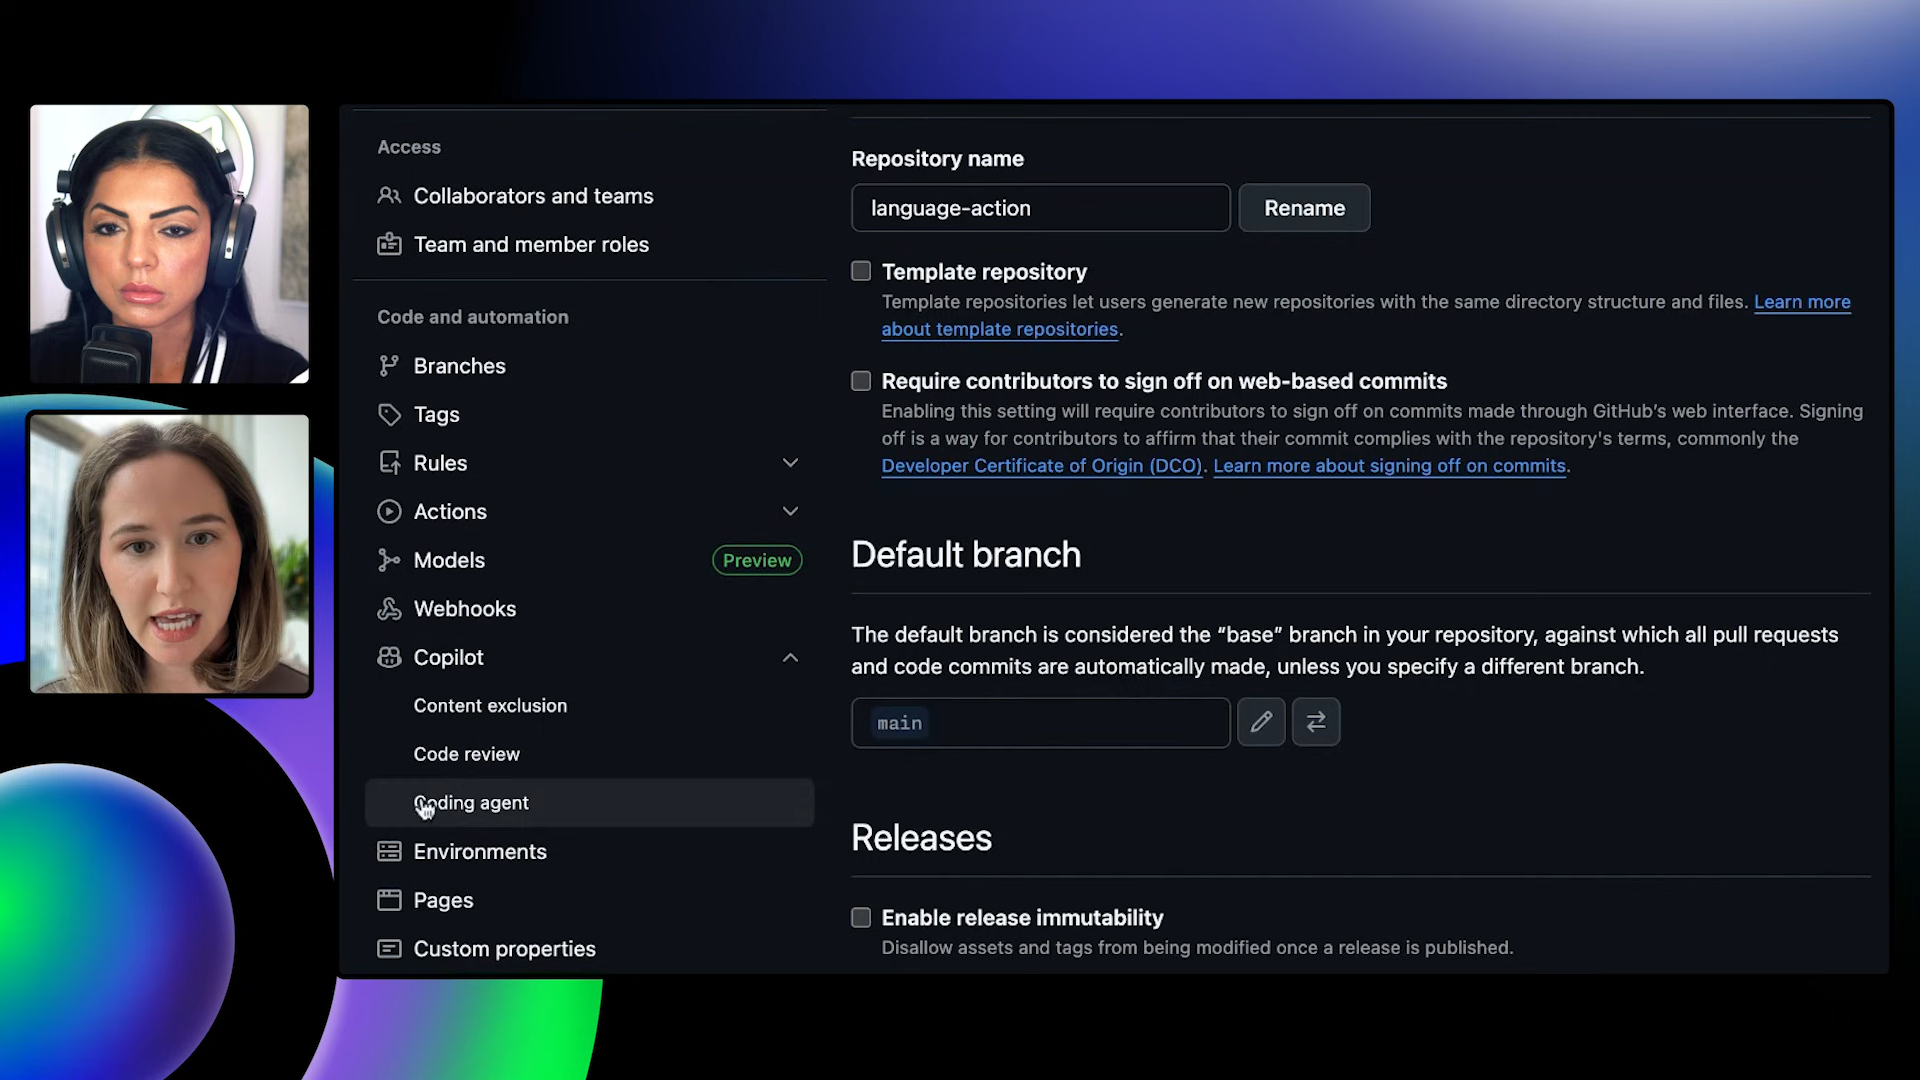 Access
Collaborators and teams
Team and member roles
Code and automation
Branches
Tags
Rules
Actions
Models
Preview
Webhooks
Copilot
Content exclusion
Code review
Coding agent
Environments
Pages
Custom properties
Repository name
language-action
Rename
Template repository
Template repositories let users generate new repositories with the same directory structure and files. Learn more
about template repositories.
Require contributors to sign off on web-based commits
Enabling this setting will require contributors to sign off on commits made through GitHub’s web interface. Signing
off is a way for contributors to affirm that their commit complies with the repository's terms, commonly the
Developer Certificate of Origin (DCO). Learn more about signing off on commits.
Default branch
The default branch is considered the “base” branch in your repository, against which all pull requests
and code commits are automatically made, unless you specify a different branch.
main
Releases
Enable release immutability
Disallow assets and tags from being modified once a release is published.